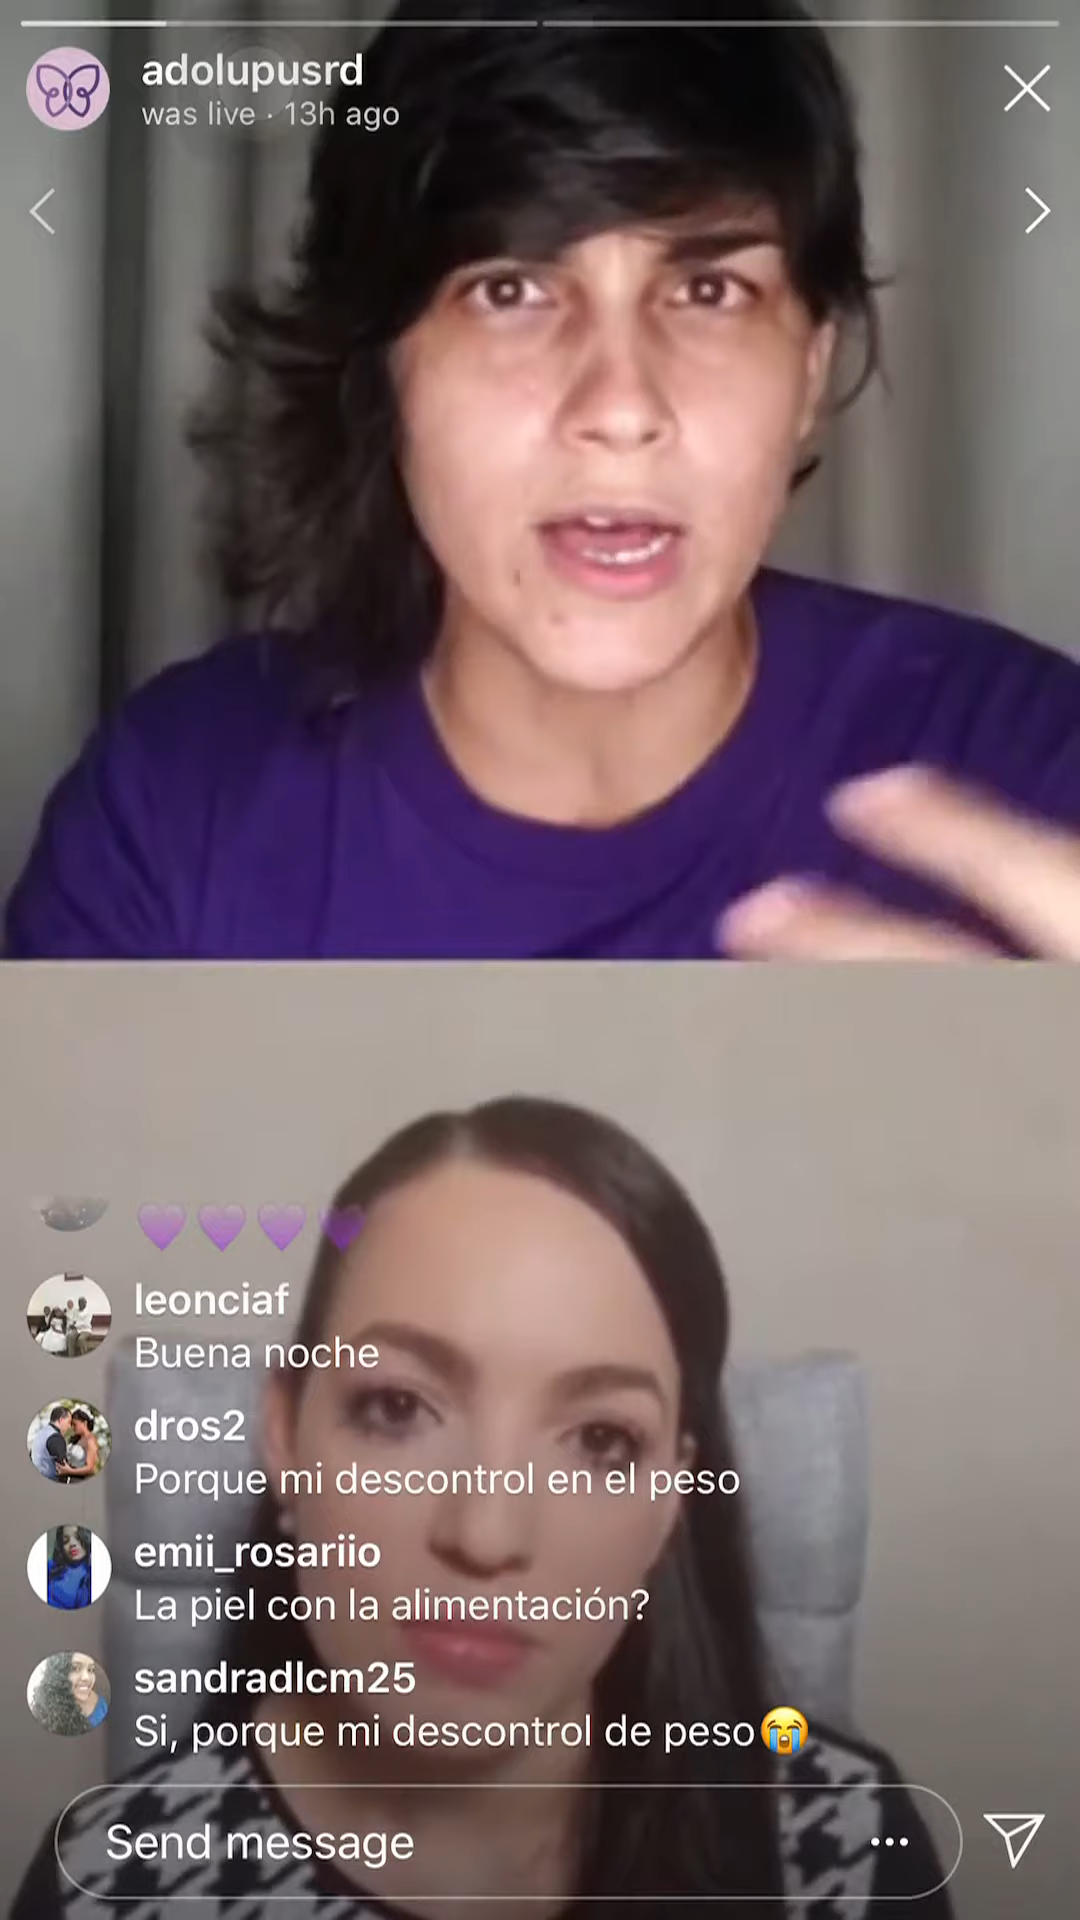 adolupusrd
was live · 13h ago
💜💜💜💜
leonciaf
Buena noche
dros2
Porque mi descontrol en el peso
emii_rosariio
La piel con la alimentación?
sandradlcm25
Si, porque mi descontrol de peso😭
Send message